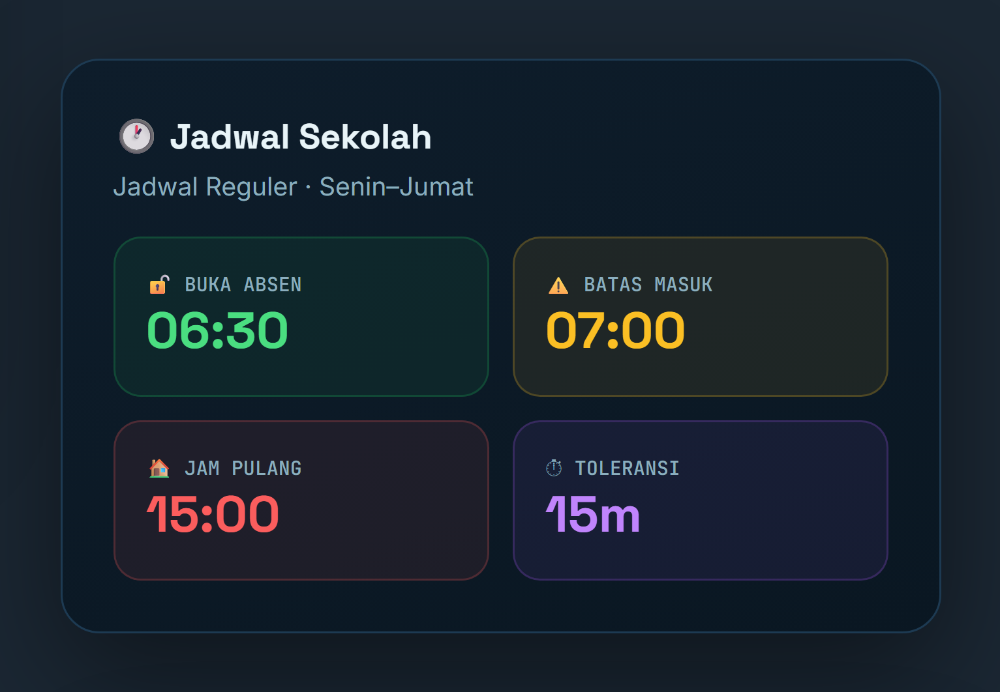 Jadwal Sekolah
Jadwal Reguler · Senin–Jumat
BUKA ABSEN
06:30
BATAS MASUK
07:00
JAM PULANG
15:00
TOLERANSI
15m